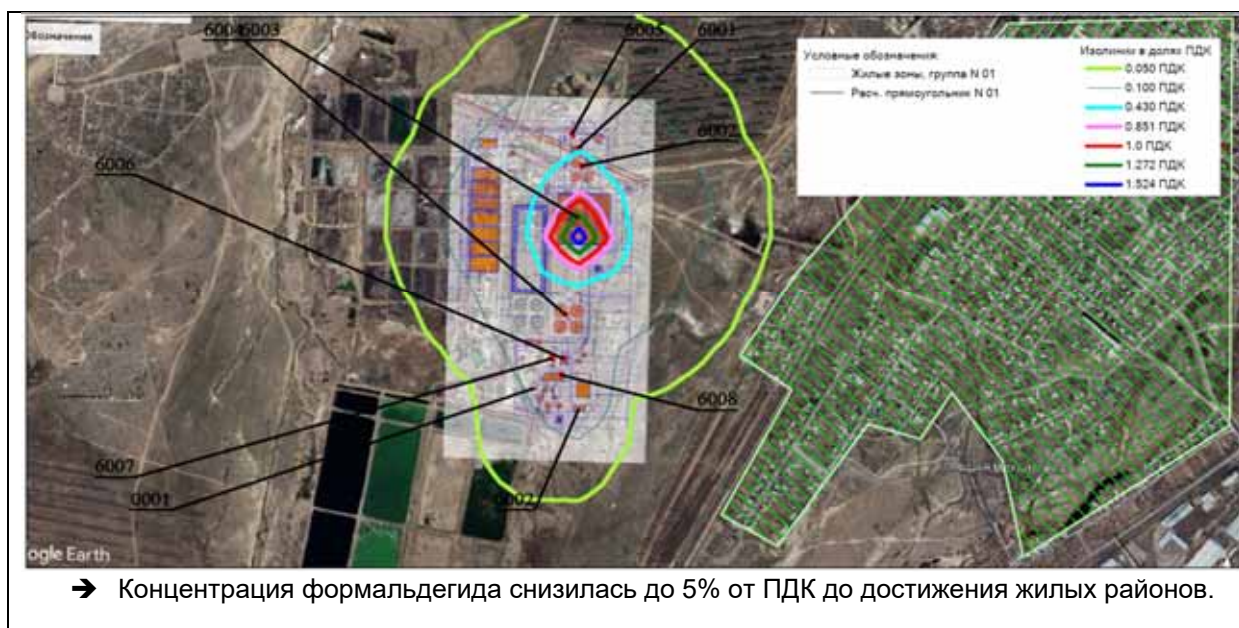 Обозначения
6004 6003
6005
6001
6002
6006
6007
0001
0002
6008
ogle Earth
Условные обозначения:
Жилые зоны, группа N 01
Расч. прямоугольник N 01
Изолинии в долях ПДК
0.050 ПДК
0.100 ПДК
0.430 ПДК
0.851 ПДК
1.0 ПДК
1.272 ПДК
1.524 ПДК
➔ Концентрация формальдегида снизилась до 5% от ПДК до достижения жилых районов.